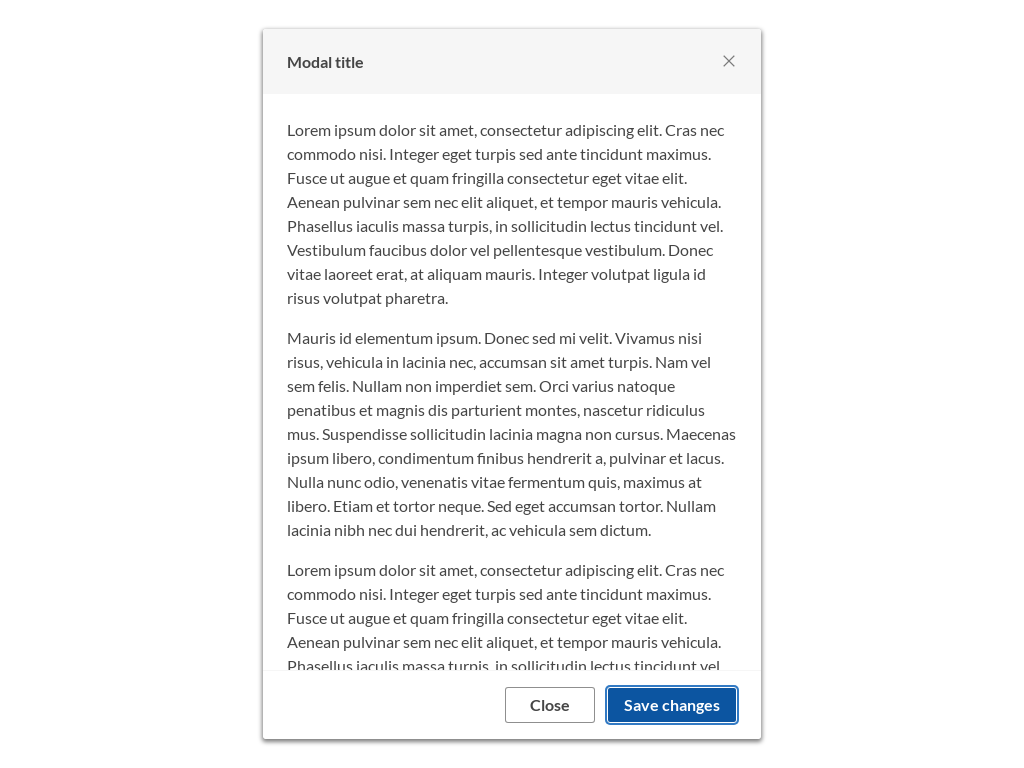 Modal title
Lorem ipsum dolor sit amet, consectetur adipiscing elit. Cras nec
commodo nisi. Integer eget turpis sed ante tincidunt maximus.
Fusce ut augue et quam fringilla consectetur eget vitae elit.
Aenean pulvinar sem nec elit aliquet, et tempor mauris vehicula.
Phasellus iaculis massa turpis, in sollicitudin lectus tincidunt vel.
Vestibulum faucibus dolor vel pellentesque vestibulum. Donec
vitae laoreet erat, at aliquam mauris. Integer volutpat ligula id
risus volutpat pharetra.
Mauris id elementum ipsum. Donec sed mi velit. Vivamus nisi
risus, vehicula in lacinia nec, accumsan sit amet turpis. Nam vel
sem felis. Nullam non imperdiet sem. Orci varius natoque
penatibus et magnis dis parturient montes, nascetur ridiculus
mus. Suspendisse sollicitudin lacinia magna non cursus. Maecenas
ipsum libero, condimentum finibus hendrerit a, pulvinar et lacus.
Nulla nunc odio, venenatis vitae fermentum quis, maximus at
libero. Etiam et tortor neque. Sed eget accumsan tortor. Nullam
lacinia nibh nec dui hendrerit, ac vehicula sem dictum.
Lorem ipsum dolor sit amet, consectetur adipiscing elit. Cras nec
commodo nisi. Integer eget turpis sed ante tincidunt maximus.
Fusce ut augue et quam fringilla consectetur eget vitae elit.
Aenean pulvinar sem nec elit aliquet, et tempor mauris vehicula.
Phasellus iaculis massa turpis, in sollicitudin lectus tincidunt vel.
Close
Save changes